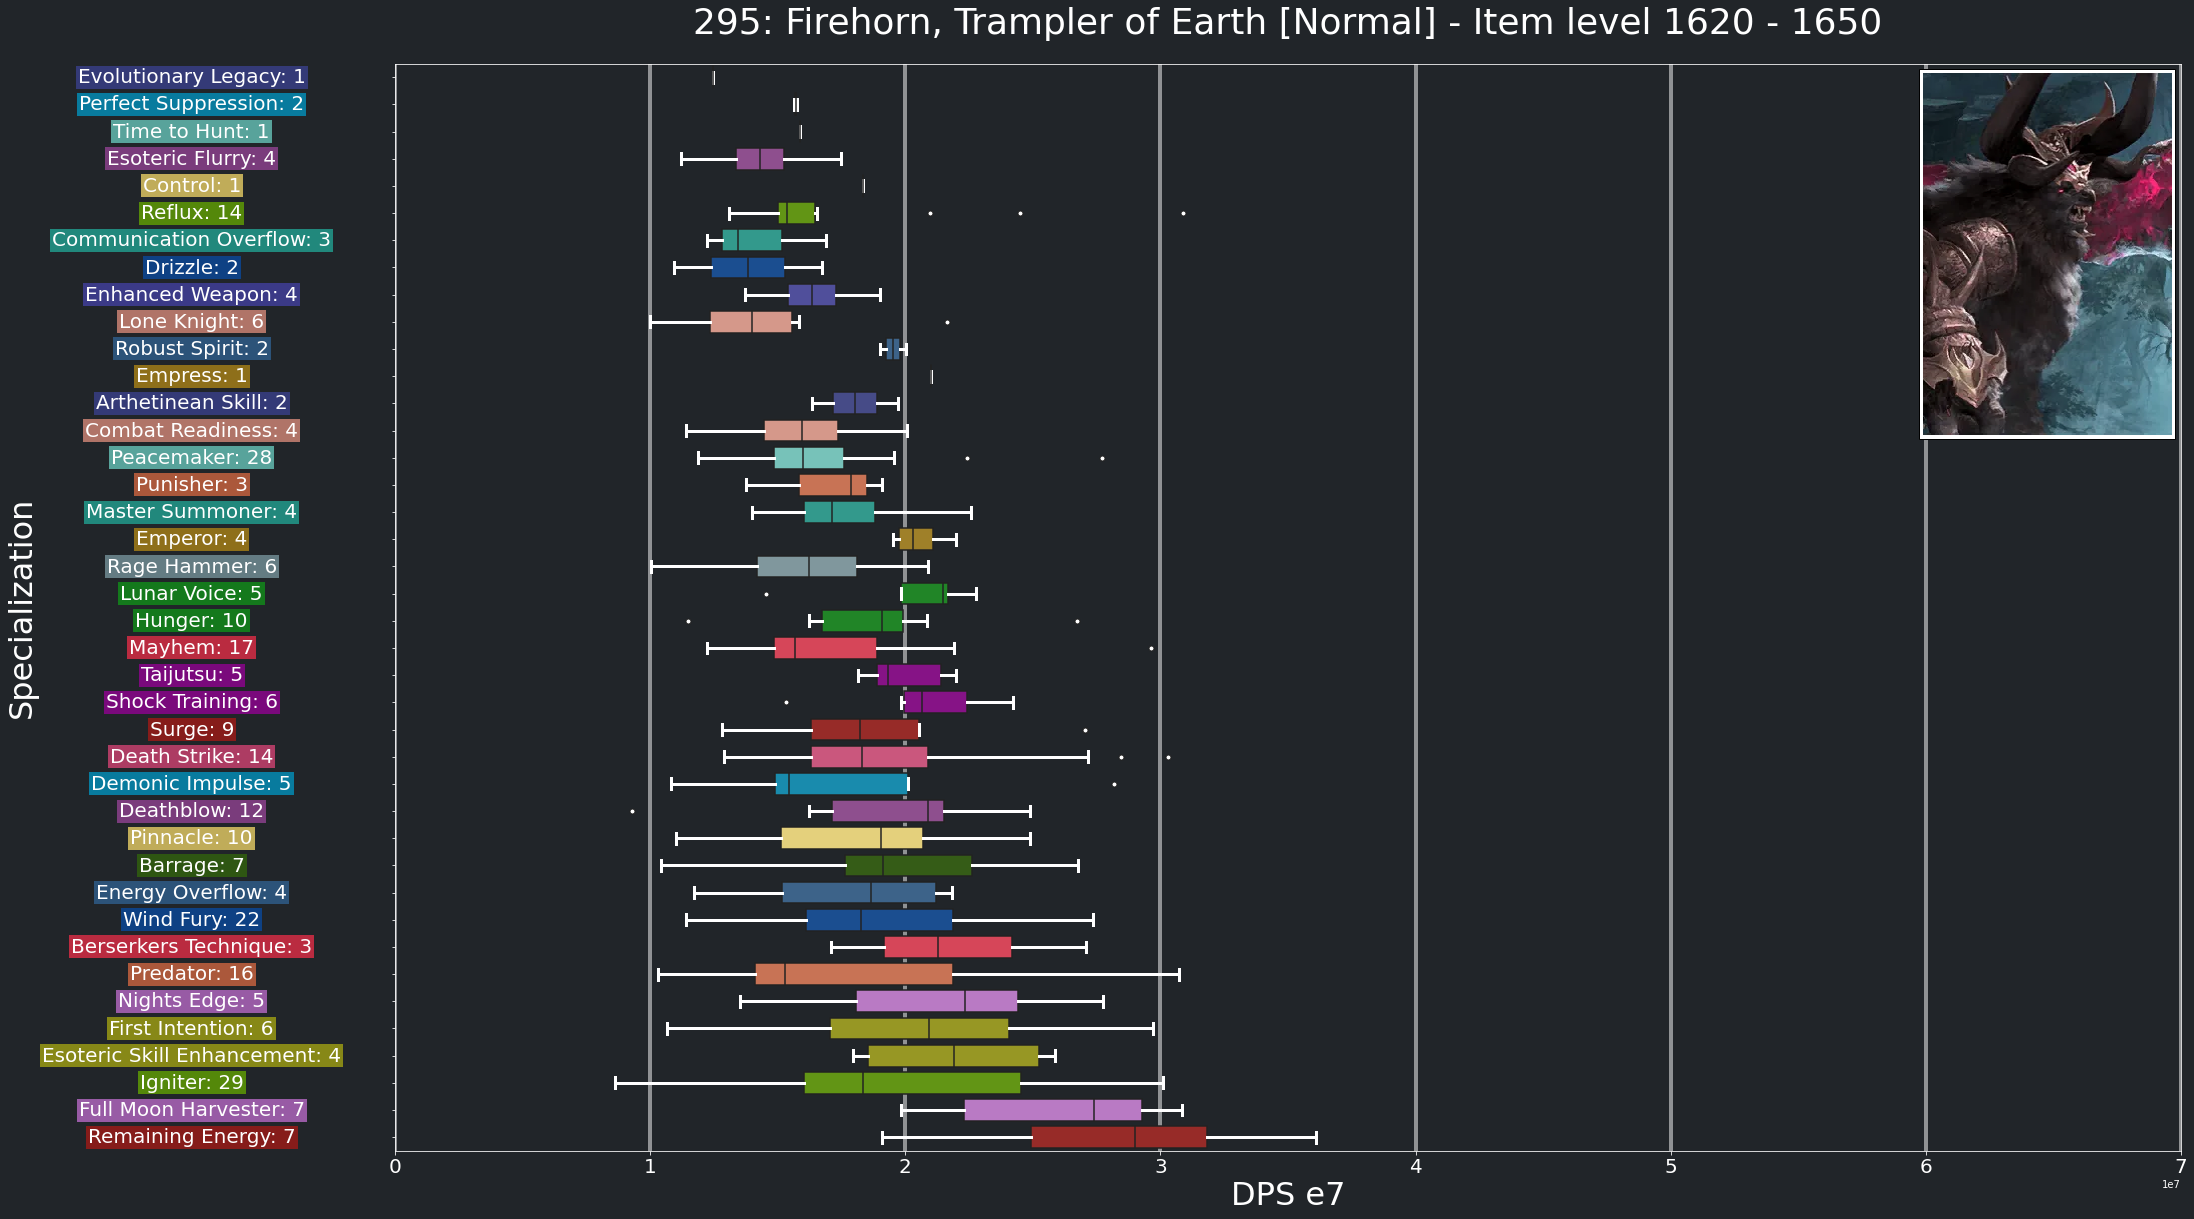 295: Firehorn, Trampler of Earth [Normal] - Item level 1620 - 1650
Specialization
Evolutionary Legacy: 1
Perfect Suppression: 2
Time to Hunt: 1
Esoteric Flurry: 4
Control: 1
Reflux: 14
Communication Overflow: 3
Drizzle: 2
Enhanced Weapon: 4
Lone Knight: 6
Robust Spirit: 2
Empress: 1
Arthetinean Skill: 2
Combat Readiness: 4
Peacemaker: 28
Punisher: 3
Master Summoner: 4
Emperor: 4
Rage Hammer: 6
Lunar Voice: 5
Hunger: 10
Mayhem: 17
Taijutsu: 5
Shock Training: 6
Surge: 9
Death Strike: 14
Demonic Impulse: 5
Deathblow: 12
Pinnacle: 10
Barrage: 7
Energy Overflow: 4
Wind Fury: 22
Berserkers Technique: 3
Predator: 16
Nights Edge: 5
First Intention: 6
Esoteric Skill Enhancement: 4
Igniter: 29
Full Moon Harvester: 7
Remaining Energy: 7
0 1 2 3 4 5 6 7
1e7
DPS e7